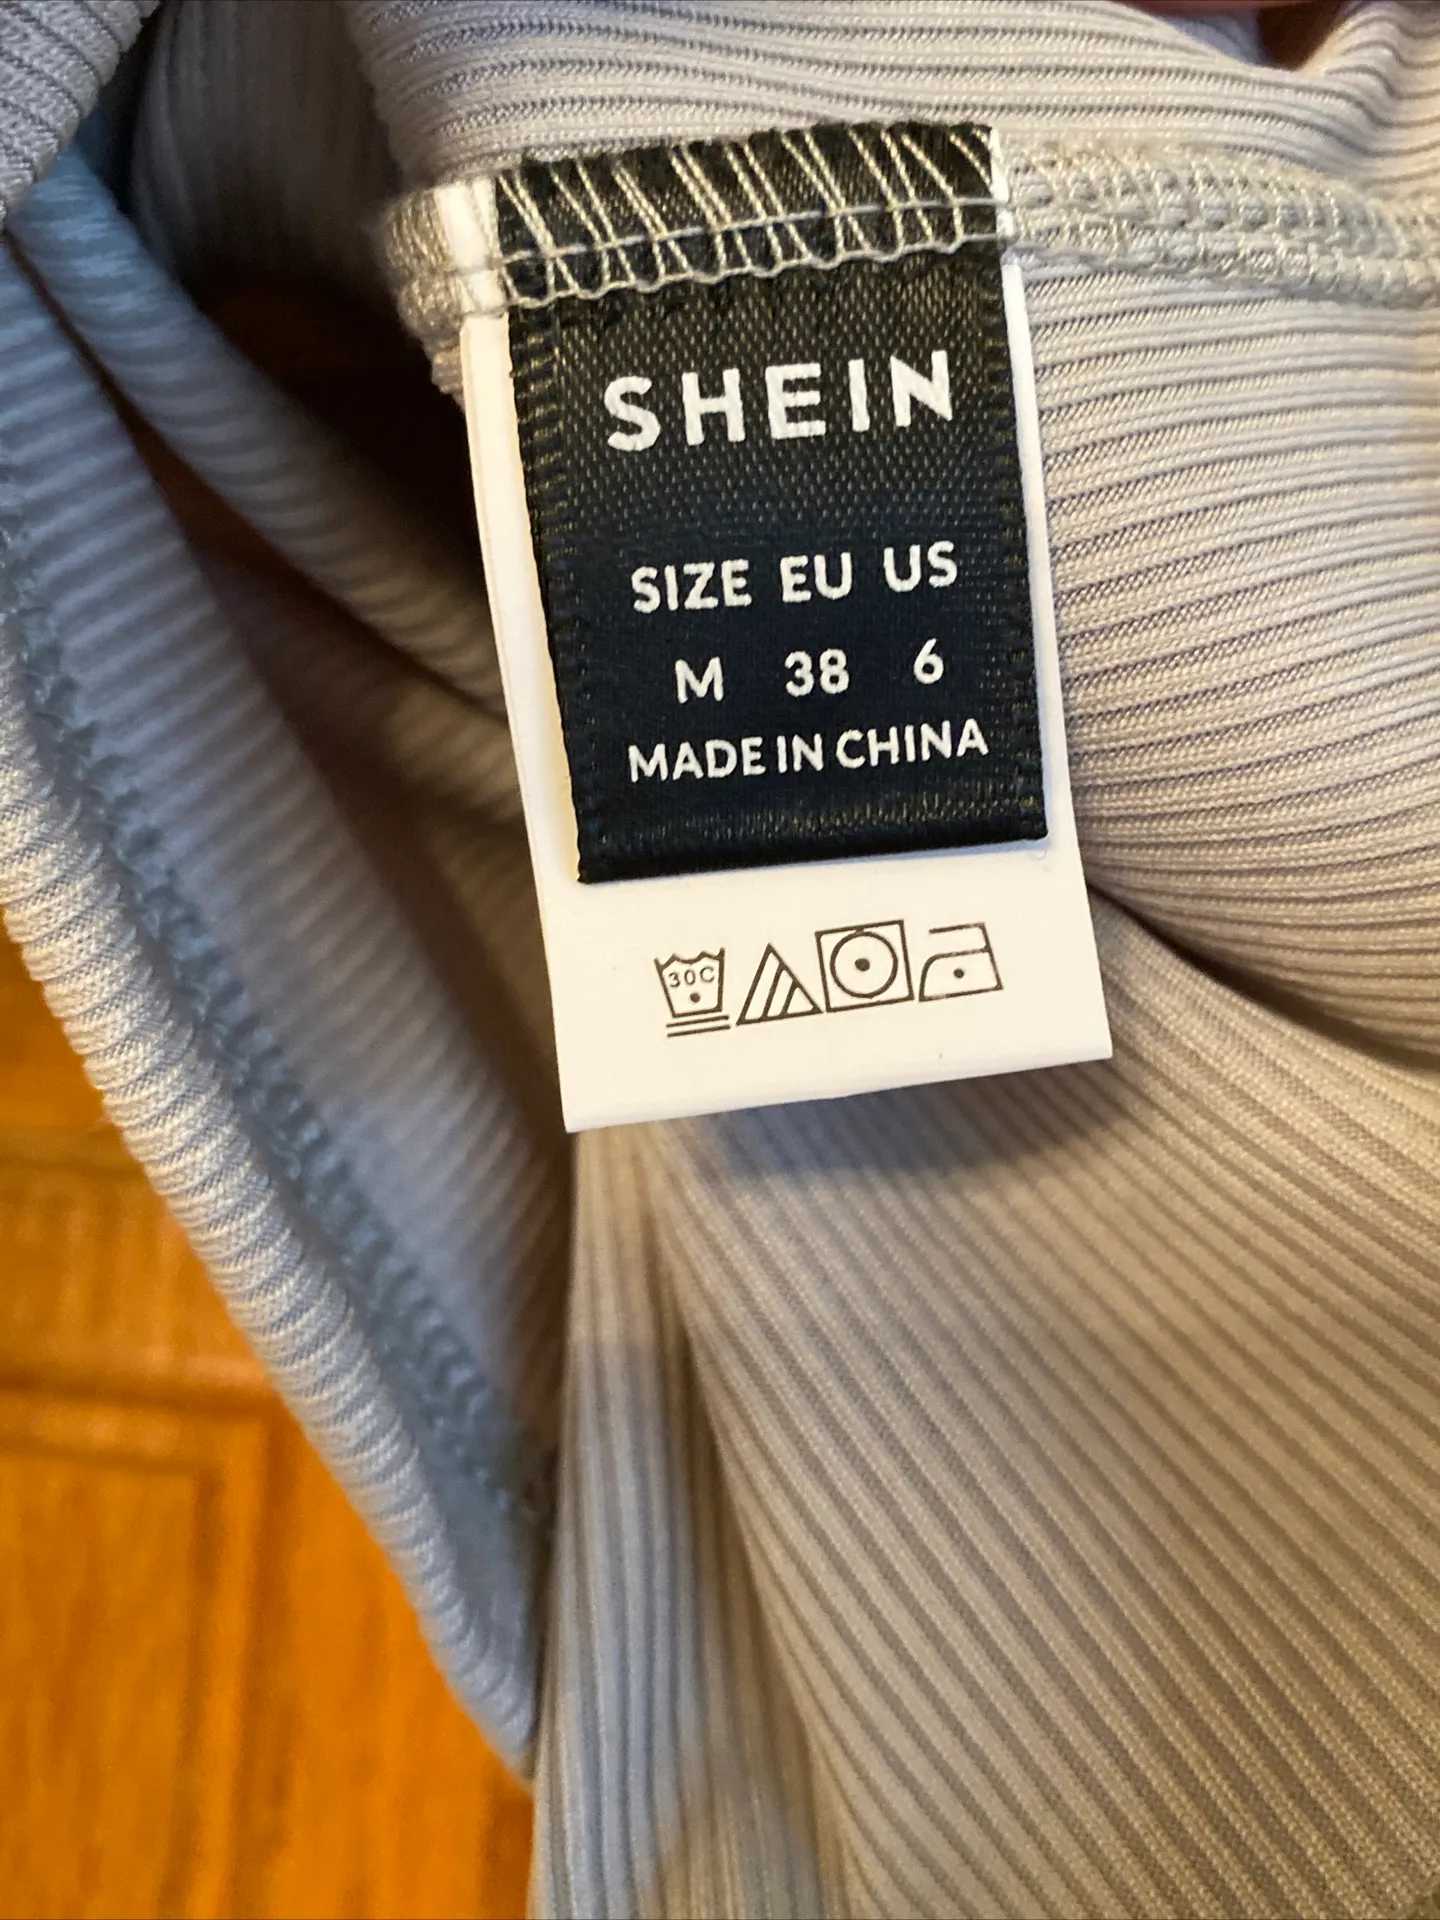 SHEIN
SIZE EU US
M 38 6
MADE IN CHINA
30C